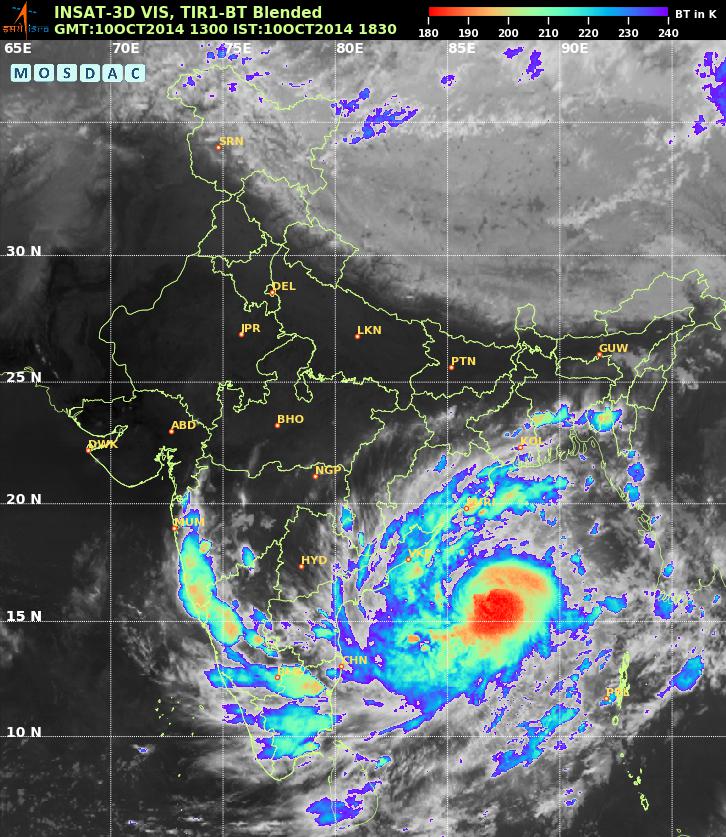 INSAT-3D VIS, TIR1-BT Blended
GMT:10OCT2014 1300 IST:10OCT2014 1830
BT in K
180 190 200 210 220 230 240
65E 70E 75E 80E 85E 90E
M O S D A C
SRN
30 N
DEL
JPR
LKN
GUW
PTN
25 N
BHO
ABD
KOL
DWK
NGP
20 N
MUM
VKP
HYD
15 N
CHN
PBL
10 N